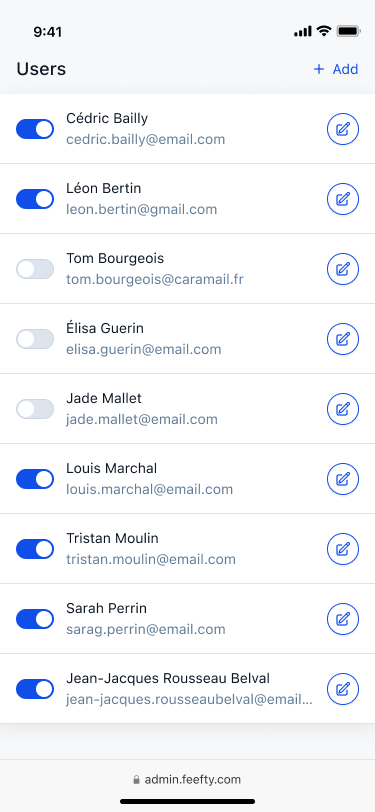 9:41
Users
+ Add
Cédric Bailly
cedric.bailly@email.com
Léon Bertin
leon.bertin@gmail.com
Tom Bourgeois
tom.bourgeois@caramail.fr
Élisa Guerin
elisa.guerin@email.com
Jade Mallet
jade.mallet@email.com
Louis Marchal
louis.marchal@email.com
Tristan Moulin
tristan.moulin@email.com
Sarah Perrin
sarag.perrin@email.com
Jean-Jacques Rousseau Belval
jean-jacques.rousseaubelval@email...
admin.feefty.com